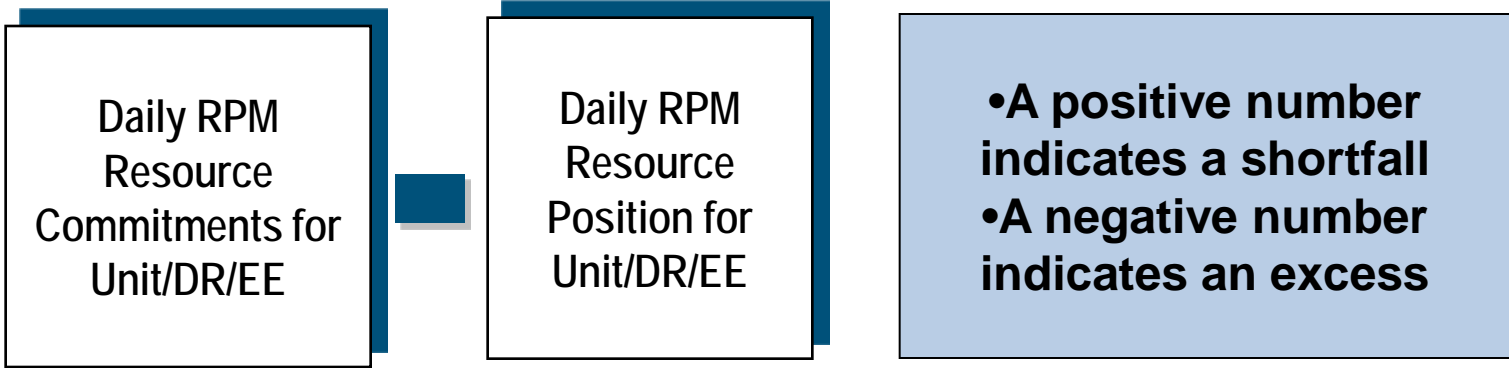 Daily RPM
Resource
Commitments for
Unit/DR/EE
Daily RPM
Resource
Position for
Unit/DR/EE
•A positive number
indicates a shortfall
•A negative number
indicates an excess